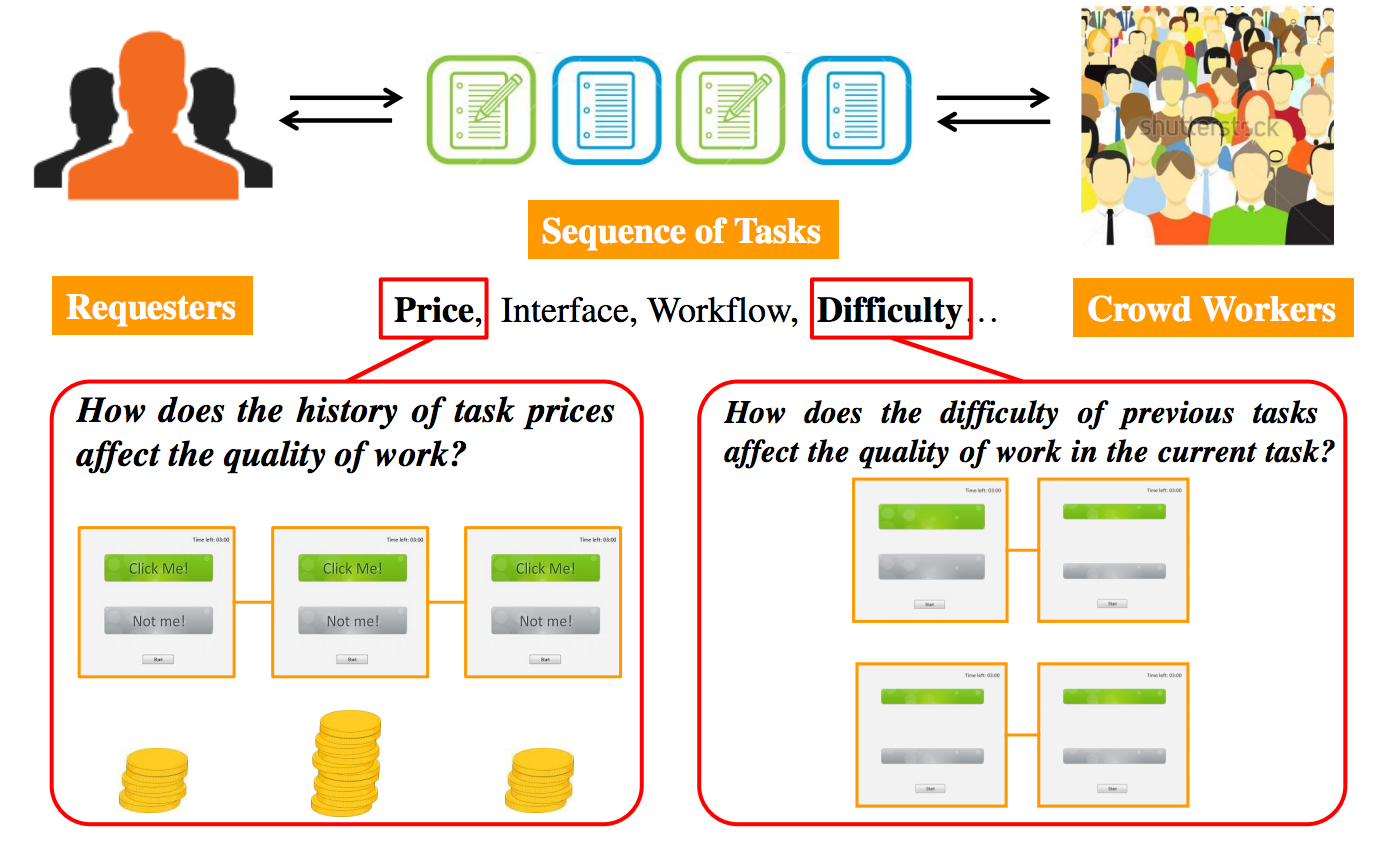 shutterstock
Sequence of Tasks
Requesters
Price, Interface, Workflow, Difficulty...
Crowd Workers
How does the history of task prices
affect the quality of work?
Time left: 03:00
Click Me!
Not me!
Start
Time left: 03:00
Click Me!
Not me!
Start
Time left: 03:00
Click Me!
Not me!
Start
How does the difficulty of previous tasks
affect the quality of work in the current task?
Time left: 03:00
Start
Time left: 03:00
Start
Time left: 03:00
Start
Time left: 03:00
Start